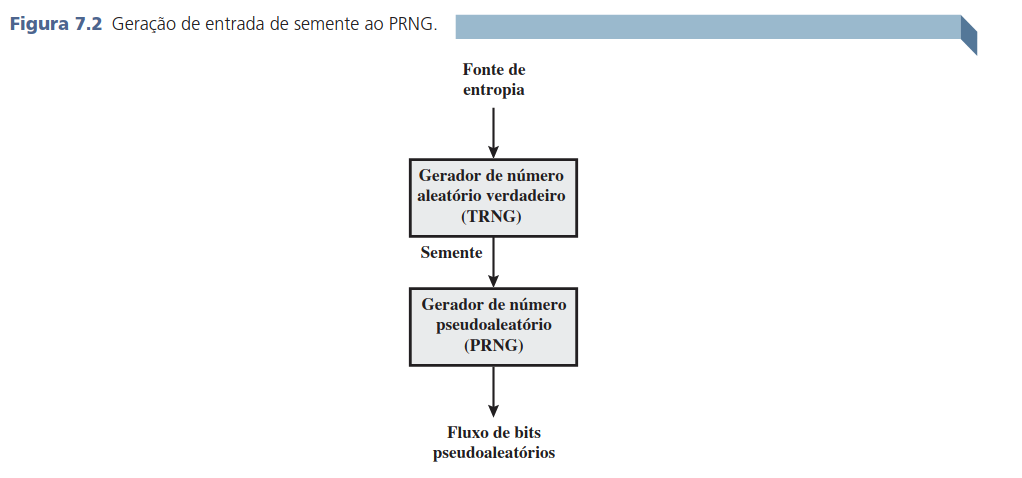 Figura 7.2 Geração de entrada de semente ao PRNG.
Fonte de
entropia
Gerador de número
aleatório verdadeiro
(TRNG)
Semente
Gerador de número
pseudoaleatório
(PRNG)
Fluxo de bits
pseudoaleatórios